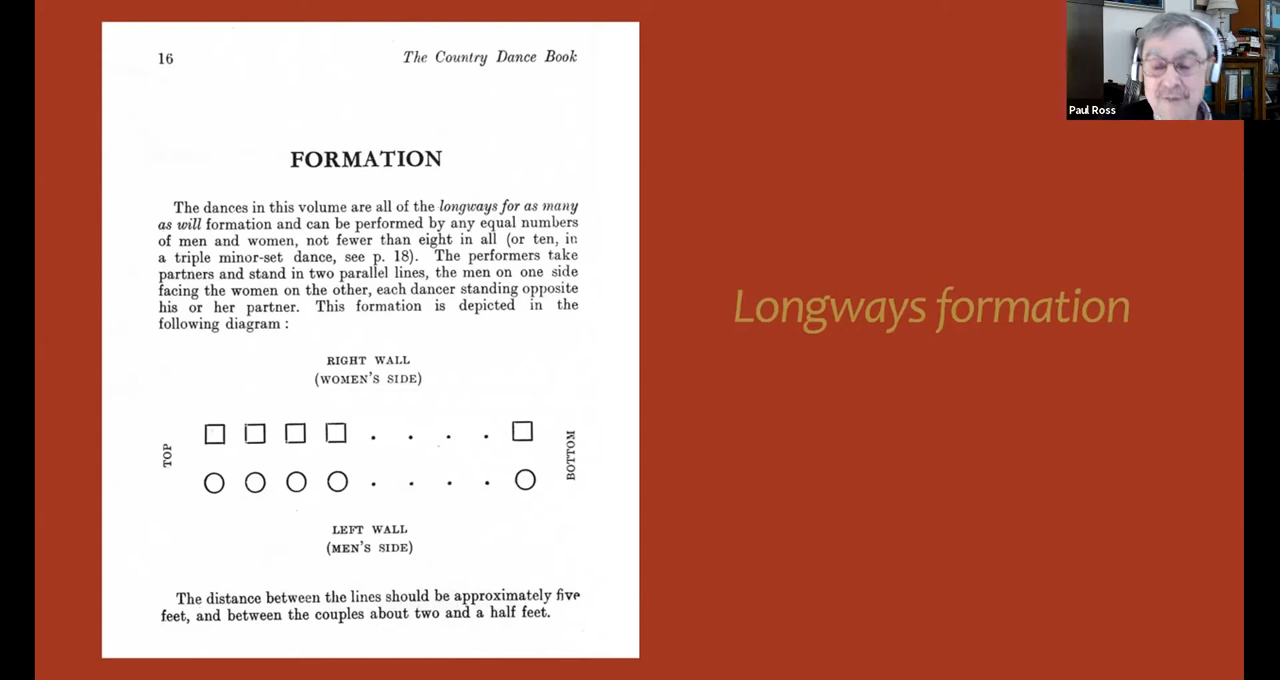 16 The Country Dance Book
FORMATION
The dances in this volume are all of the longways for as many
as will formation and can be performed by any equal numbers
of men and women, not fewer than eight in all (or ten, in
a triple minor-set dance, see p. 18). The performers take
partners and stand in two parallel lines, the men on one side
facing the women on the other, each dancer standing opposite
his or her partner. This formation is depicted in the
following diagram :
RIGHT WALL
(WOMEN'S SIDE)
TOP
BOTTOM
LEFT WALL
(MEN'S SIDE)
The distance between the lines should be approximately five
feet, and between the couples about two and a half feet.
Longways formation
Paul Ross